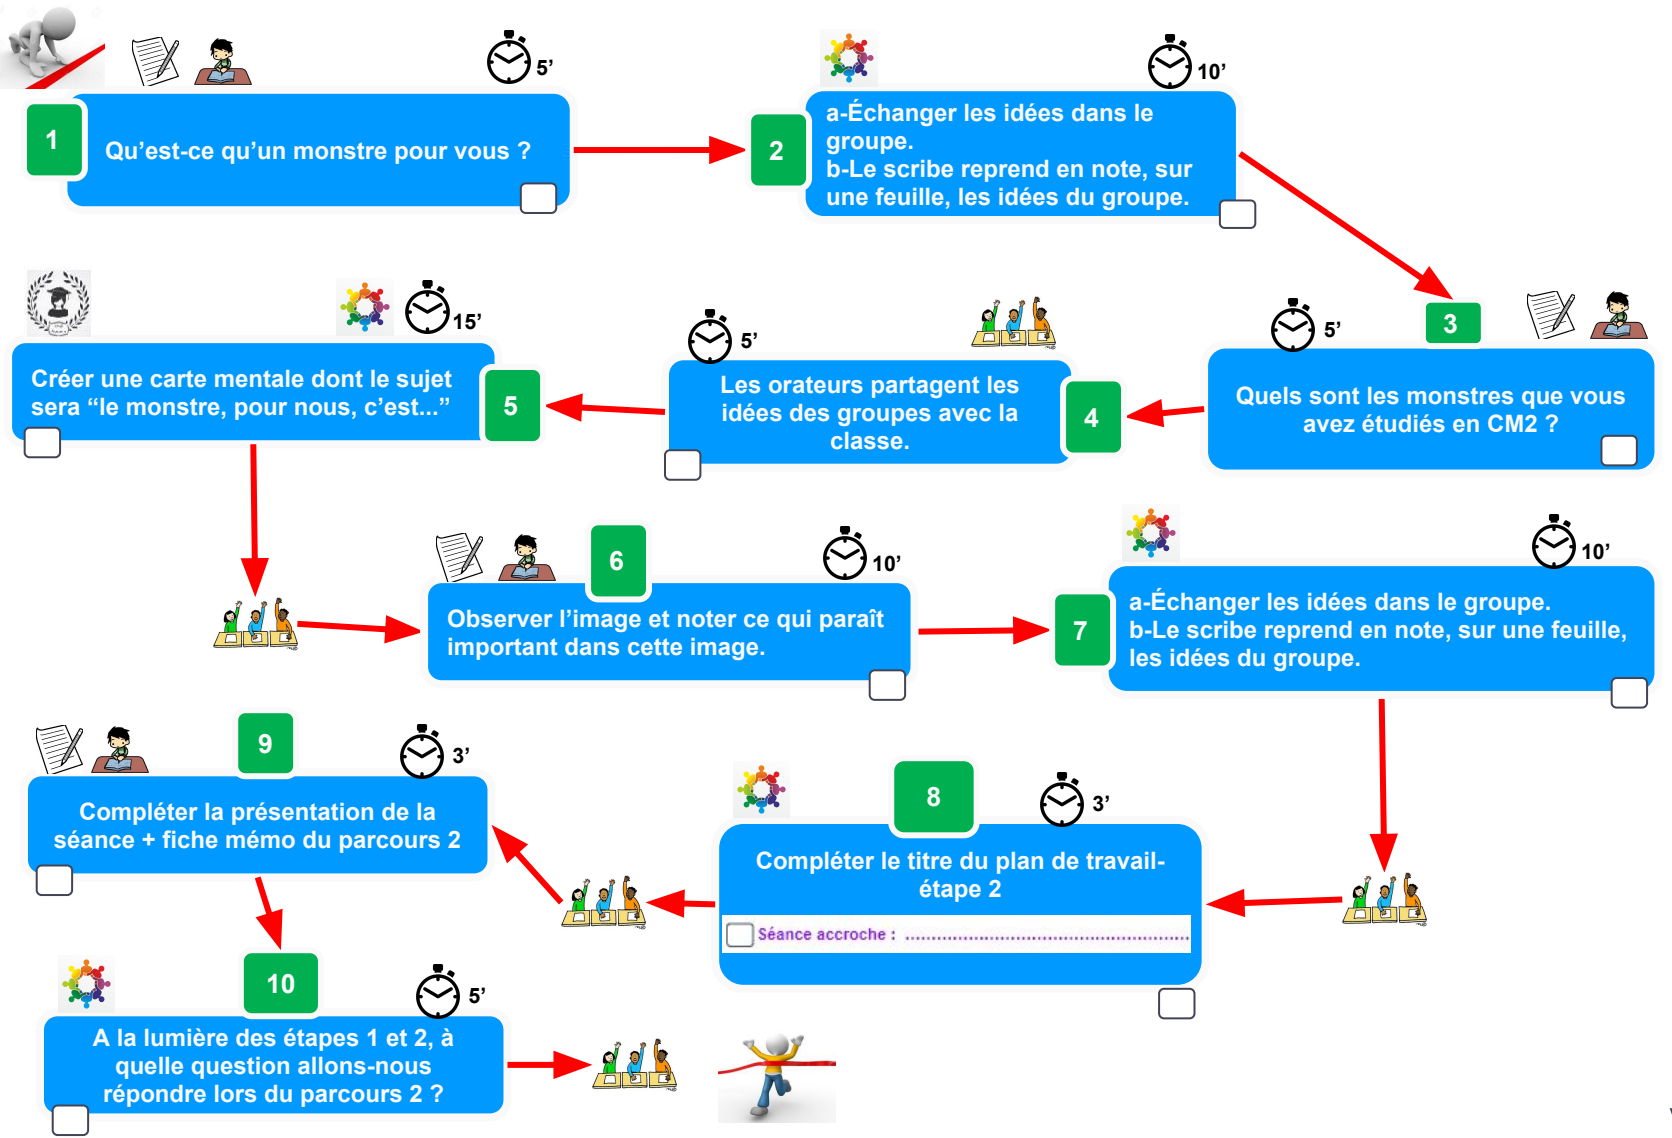 5’
1
Qu’est-ce qu’un monstre pour vous ?
10’
2
a-Échanger les idées dans le
groupe.
b-Le scribe reprend en note, sur
une feuille, les idées du groupe.
5’
3
Quels sont les monstres que vous
avez étudiés en CM2 ?
5’
4
Les orateurs partagent les
idées des groupes avec la
classe.
15’
5
Créer une carte mentale dont le sujet
sera “le monstre, pour nous, c’est...”
6
10’
Observer l’image et noter ce qui paraît
important dans cette image.
10’
7
a-Échanger les idées dans le groupe.
b-Le scribe reprend en note, sur une feuille,
les idées du groupe.
8
3’
Compléter le titre du plan de travail-
étape 2
Séance accroche : ......................................................
9
3’
Compléter la présentation de la
séance + fiche mémo du parcours 2
10
5’
A la lumière des étapes 1 et 2, à
quelle question allons-nous
répondre lors du parcours 2 ?